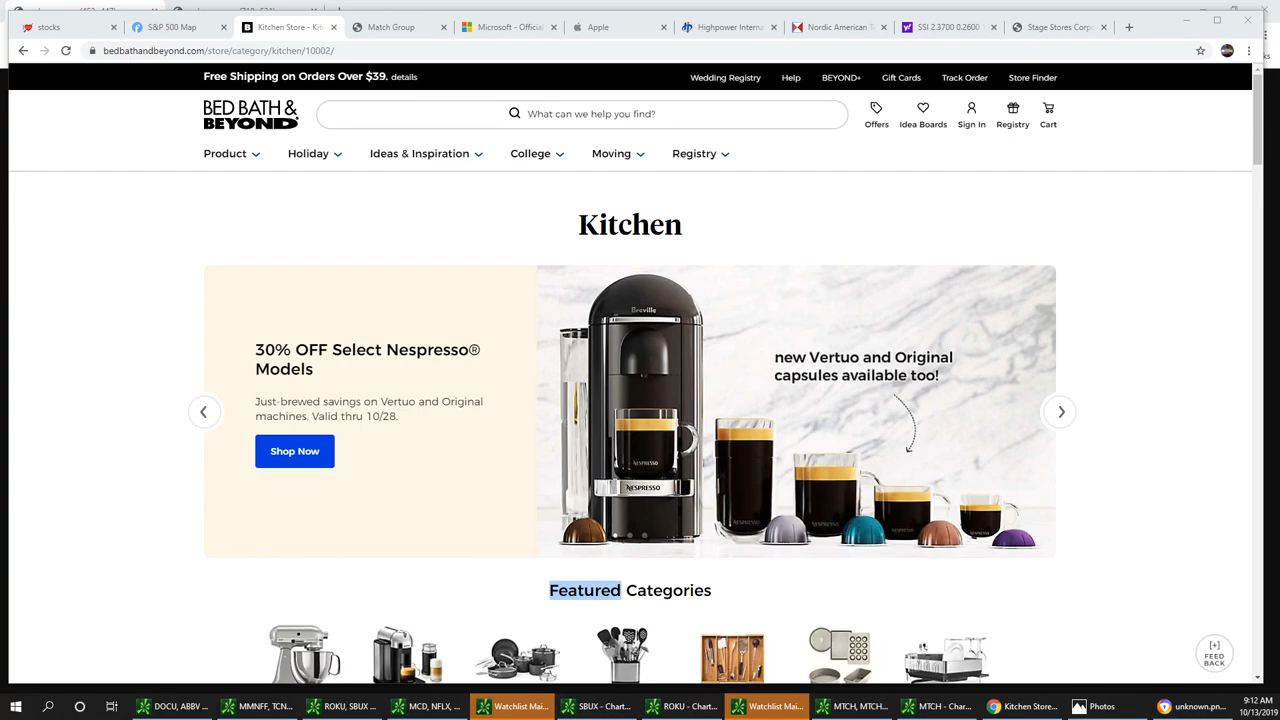 stocks
S&P 500 Map
Kitchen Store - Kit
Match Group
Microsoft - Official
Apple
Highpower Intern
Nordic American T
SSI 2.3700 0.2600
Stage Stores Corp
bedbathandbeyond.com/store/category/kitchen/10002/
Free Shipping on Orders Over $39. details
Wedding Registry
Help
BEYOND+
Gift Cards
Track Order
Store Finder
BED BATH &
BEYOND
What can we help you find?
Offers
Idea Boards
Sign In
Registry
Cart
Product
Holiday
Ideas & Inspiration
College
Moving
Registry
Kitchen
30% OFF Select Nespresso®
Models
Just-brewed savings on Vertuo and Original
machines. Valid thru 10/28.
Shop Now
Breville
NESPRESSO
NESPRESSO
new Vertuo and Original
capsules available too!
Featured Categories
[+]
FEED
BACK
DOCU, ABBV ...
MMNFF, TCN...
ROKU, SBUX ...
MCD, NFLX, ...
Watchlist Mai...
SBUX - Chart...
ROKU - Chart...
Watchlist Mai...
MTCH, MTCH...
MTCH - Char...
Kitchen Store...
Photos
unknown.pn...
9:12 AM
10/13/2019